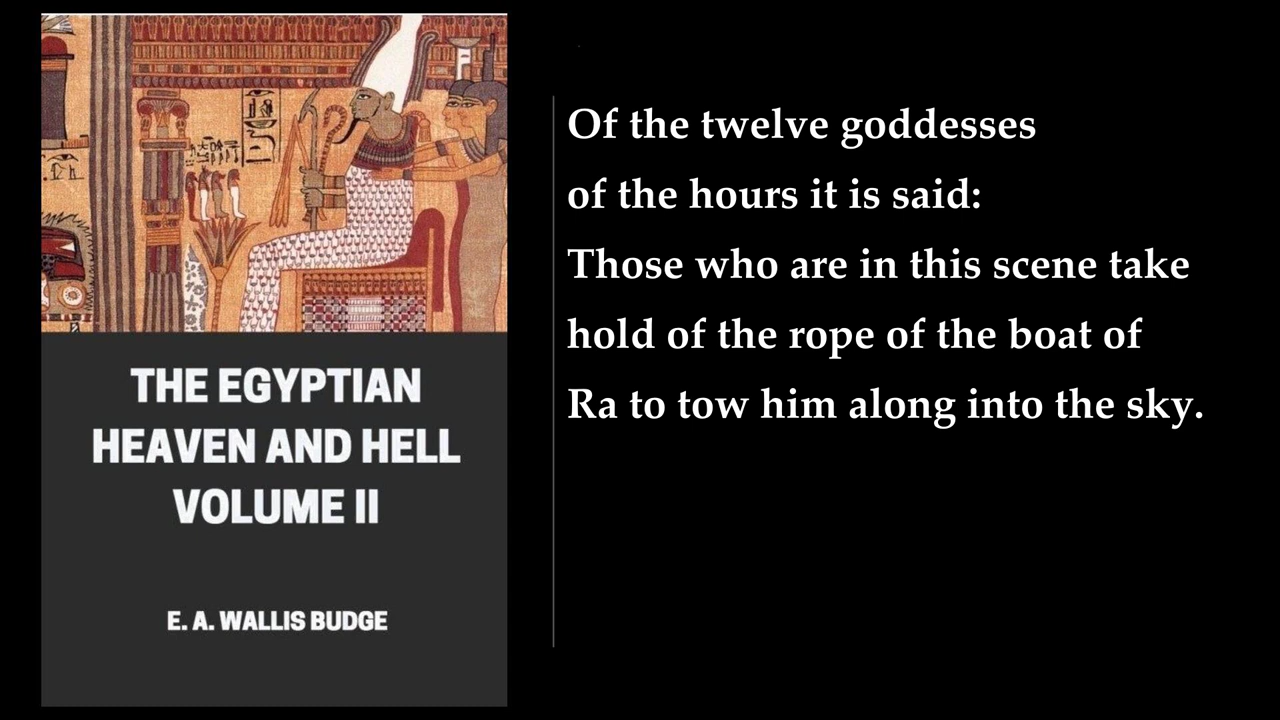 THE EGYPTIAN
HEAVEN AND HELL
VOLUME II
E. A. WALLIS BUDGE
Of the twelve goddesses
of the hours it is said:
Those who are in this scene take
hold of the rope of the boat of
Ra to tow him along into the sky.